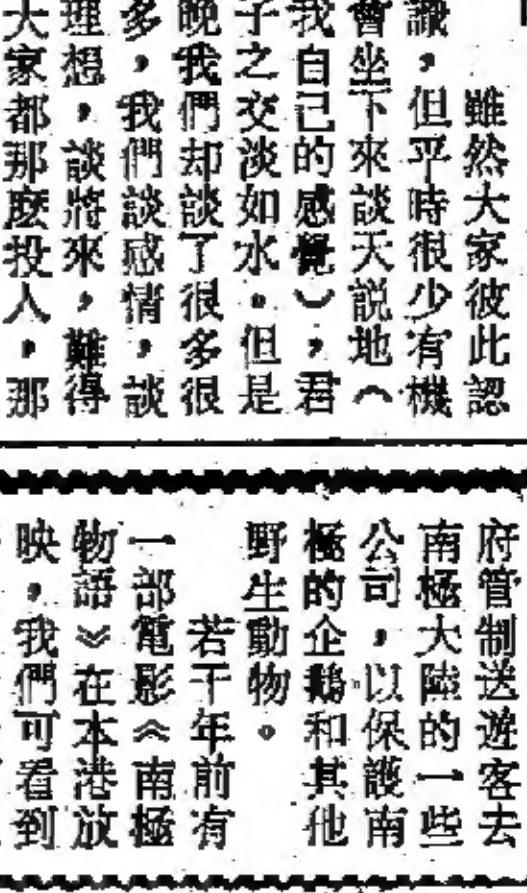 雖然大家彼此認
識，但平時很少有機
會坐下來談天說地（
我自己的感覺），君
子之交淡如水。但是
晚我們却談了很多很
多，我們談感情，談
理想，談將來，難得
大家都那麽投人，那
府管制送遊客去
南極大陸的一些
公司，以保護南
極的企鵝和其他
野生動物。
若干年前有
一部電影《南極
物語》在本港放
映，我們可看到